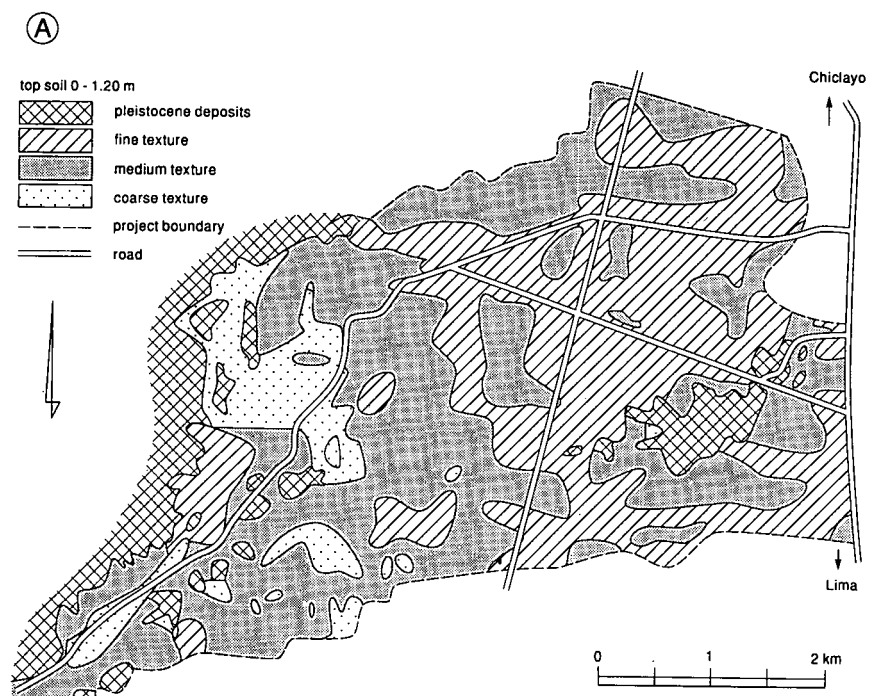 A
top soil 0 - 1.20 m
pleistocene deposits
fine texture
medium texture
coarse texture
project boundary
road
Chiclayo
Lima
0 1 2 km